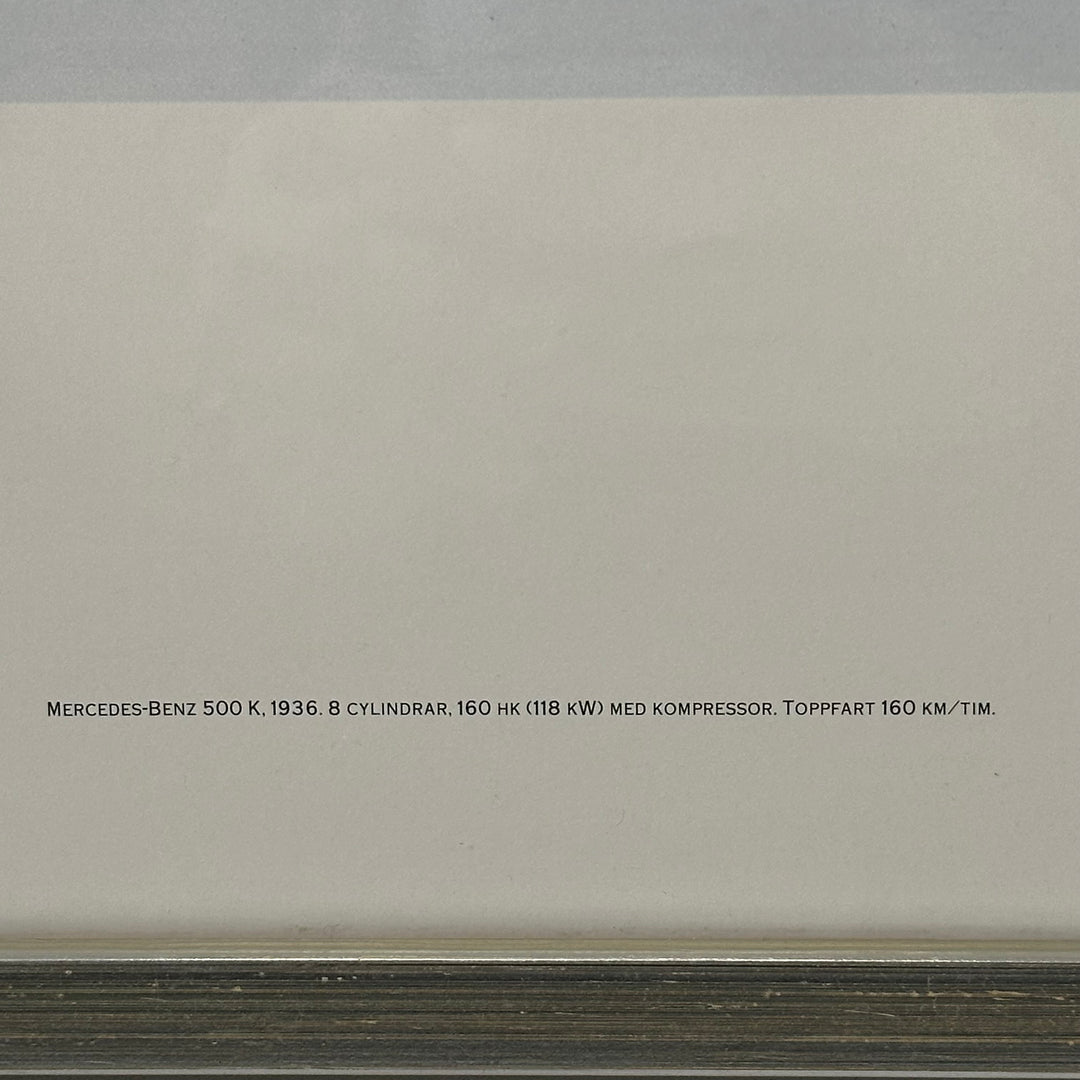 Mercedes-Benz 500 K, 1936. 8 cylindrar, 160 hk (118 kW) med kompressor. Toppfart 160 km/tim.